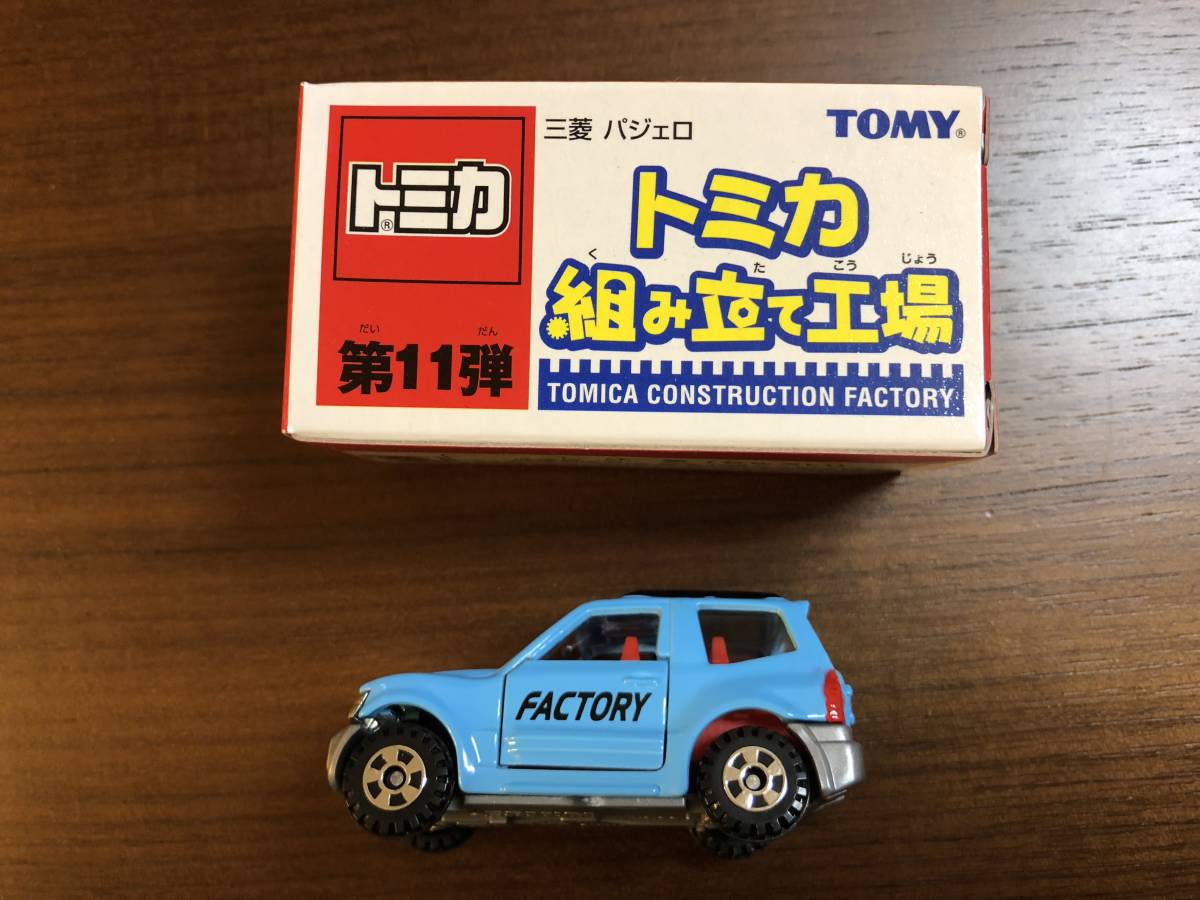 トミカ®
だい だん
第11弾
三菱 パジェロ
TOMY®
トミカ
く た こう じょう
組み立て工場
TOMICA CONSTRUCTION FACTORY
FACTORY